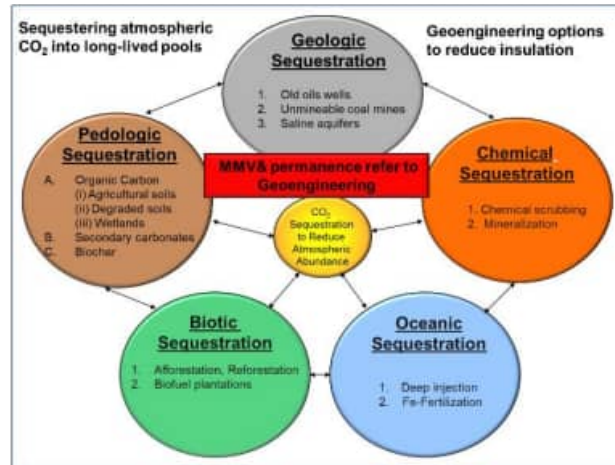 Sequestering atmospheric
CO₂ into long-lived pools
Geoengineering options
to reduce insulation
Geologic
Sequestration
1. Old oils wells
2. Unmineable coal mines
3. Saline aquifers
Pedologic
Sequestration
A. Organic Carbon
(i) Agricultural soils
(ii) Degraded soils
(iii) Wetlands
B. Secondary carbonates
C. Biochar
MMV& permanence refer to
Geoengineering
Chemical
Sequestration
1. Chemical scrubbing
2. Mineralization
CO₂
Sequestration
to Reduce
Atmospheric
Abundance
Biotic
Sequestration
1. Afforestation, Reforestation
2. Biofuel plantations
Oceanic
Sequestration
1. Deep injection
2. Fe-Fertilization